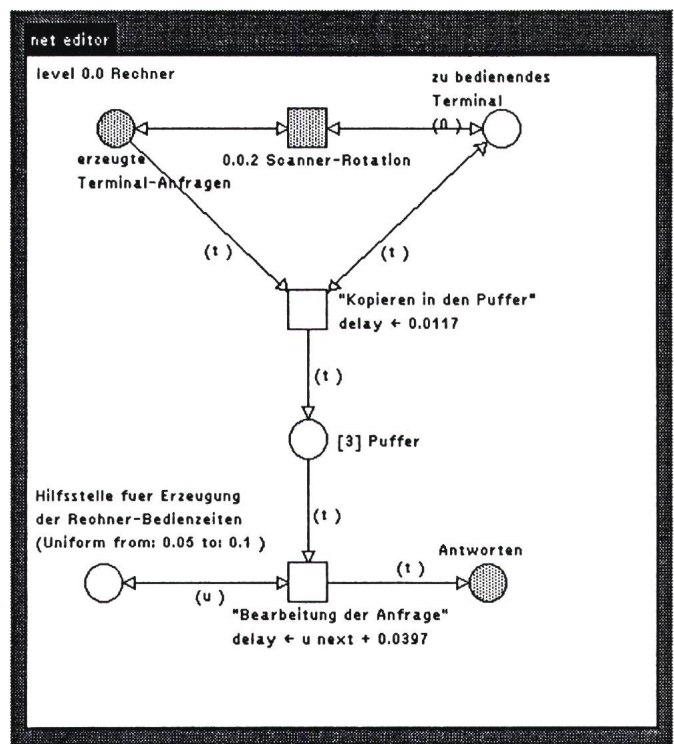 net editor
level 0.0 Rechner
zu bedienendes
Terminal
(0 )
erzeugte
Terminal-Anfragen
0.0.2 Scanner-Rotation
(t )
(t )
"Kopieren in den Puffer"
delay ← 0.0117
(t )
[3] Puffer
Hilfsstelle fuer Erzeugung
der Rechner-Bedienzeiten
(Uniform from: 0.05 to: 0.1 )
(t )
Antworten
(t )
(u )
"Bearbeitung der Anfrage"
delay ← u next + 0.0397